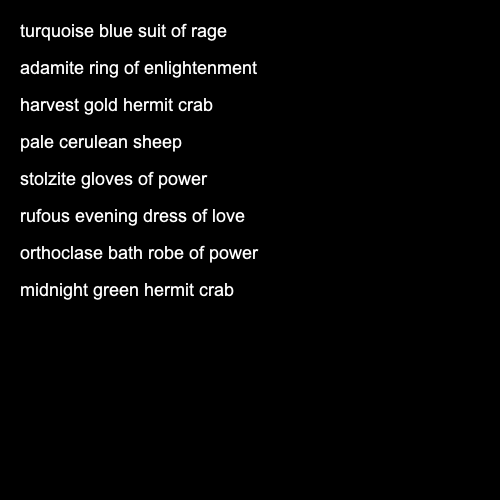 turquoise blue suit of rage
adamite ring of enlightenment
harvest gold hermit crab
pale cerulean sheep
stolzite gloves of power
rufous evening dress of love
orthoclase bath robe of power
midnight green hermit crab